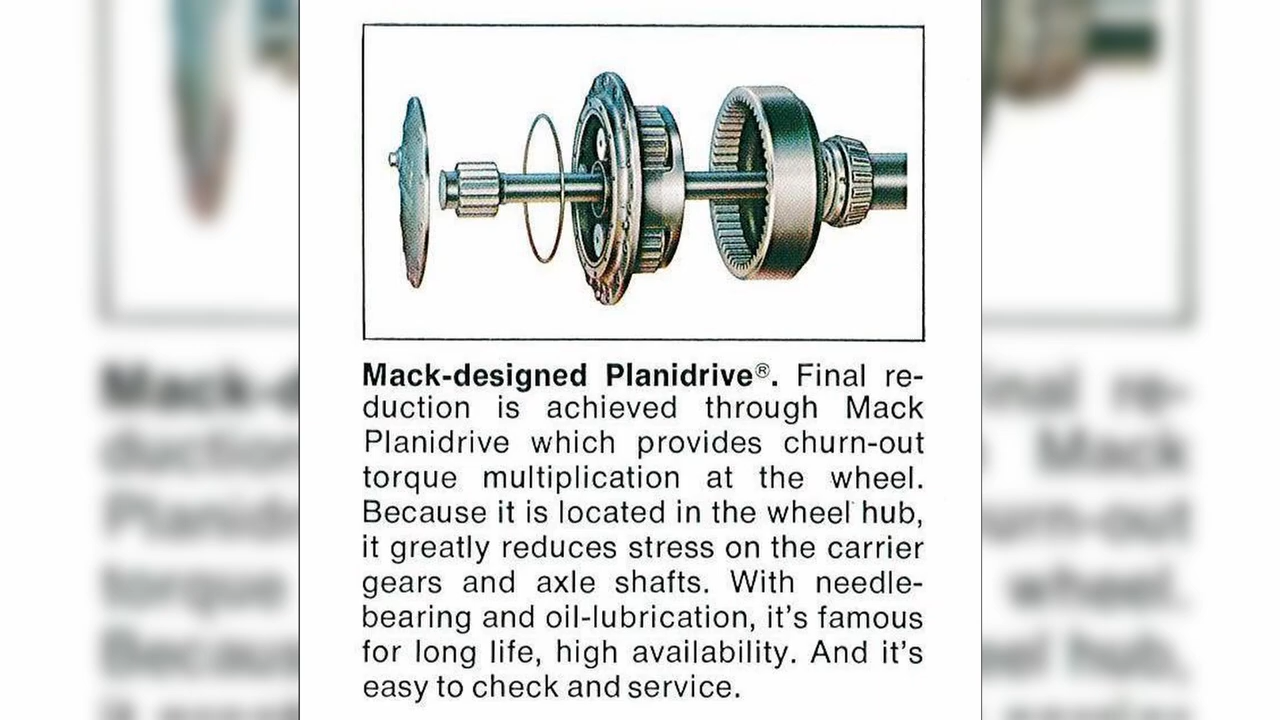 Mack-designed Planidrive®. Final re-
duction is achieved through Mack
Planidrive which provides churn-out
torque multiplication at the wheel.
Because it is located in the wheel hub,
it greatly reduces stress on the carrier
gears and axle shafts. With needle-
bearing and oil-lubrication, it's famous
for long life, high availability. And it's
easy to check and service.